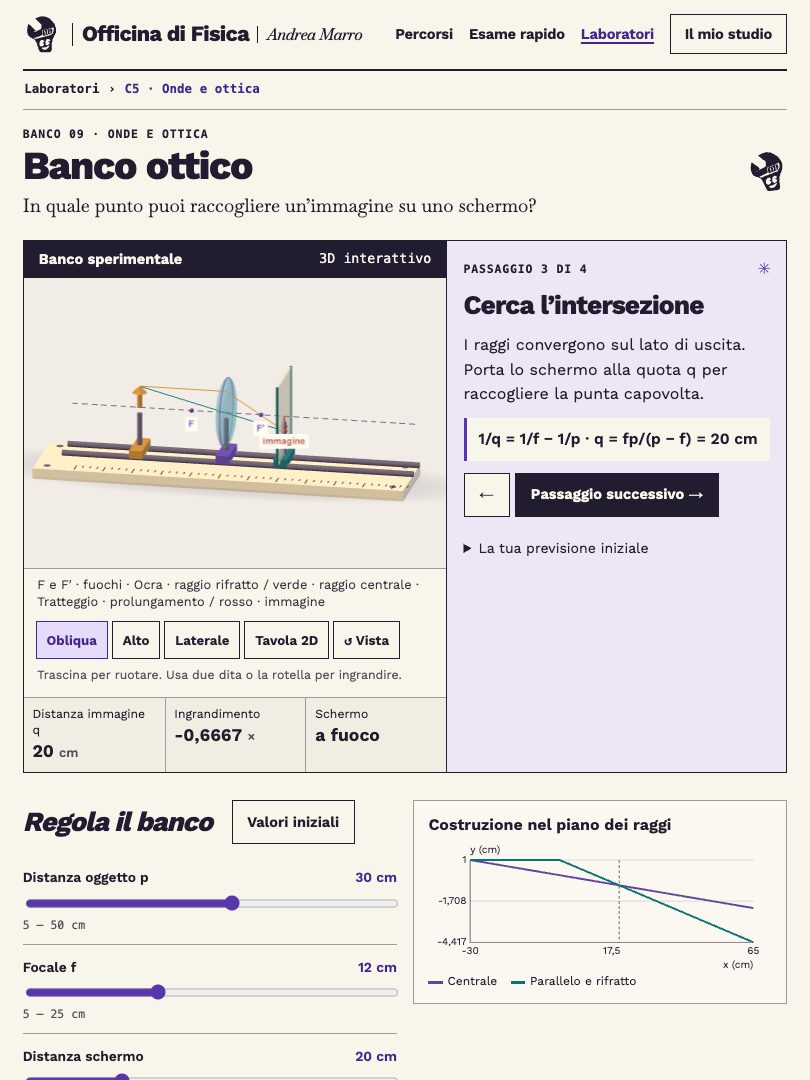 Officina di Fisica Andrea Marro Percorsi Esame rapido Laboratori Il mio studio
Laboratori › C5 · Onde e ottica
BANCO 09 · ONDE E OTTICA
Banco ottico
In quale punto puoi raccogliere un’immagine su uno schermo?
Banco sperimentale 3D interattivo
F
F′
immagine
F e F′ · fuochi · Ocra · raggio rifratto / verde · raggio centrale ·
Tratteggio · prolungamento / rosso · immagine
Obliqua Alto Laterale Tavola 2D ↺ Vista
Trascina per ruotare. Usa due dita o la rotella per ingrandire.
Distanza immagine
q
20 cm
Ingrandimento
-0,6667 ×
Schermo
a fuoco
PASSAGGIO 3 DI 4
Cerca l’intersezione
I raggi convergono sul lato di uscita.
Porta lo schermo alla quota q per
raccogliere la punta capovolta.
1/q = 1/f − 1/p · q = fp/(p − f) = 20 cm
← Passaggio successivo →
▶ La tua previsione iniziale
Regola il banco Valori iniziali
Distanza oggetto p 30 cm
5 — 50 cm
Focale f 12 cm
5 — 25 cm
Distanza schermo 20 cm
Costruzione nel piano dei raggi
y (cm)
1
-1,708
-4,417
-30 17,5 65
x (cm)
Centrale Parallelo e rifratto